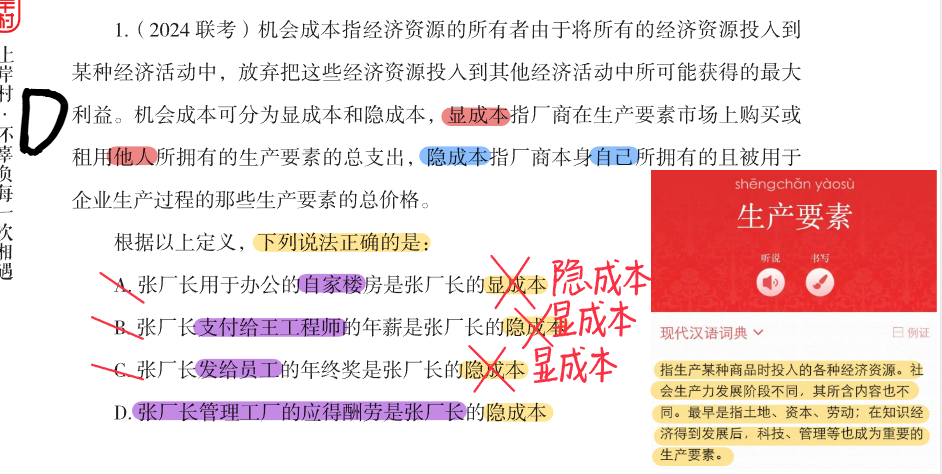 上岸村·不辜负每一次相遇
D
1.（2024 联考）机会成本指经济资源的所有者由于将所有的经济资源投入到
某种经济活动中，放弃把这些经济资源投入到其他经济活动中所可能获得的最大
利益。机会成本可分为显成本和隐成本，显成本指厂商在生产要素市场上购买或
租用他人所拥有的生产要素的总支出，隐成本指厂商本身自己所拥有的且被用于
企业生产过程的那些生产要素的总价格。
根据以上定义，下列说法正确的是：
A. 张厂长用于办公的自家楼房是张厂长的显成本 隐成本
B. 张厂长支付给王工程师的年薪是张厂长的隐成本 显成本
C. 张厂长发给员工的年终奖是张厂长的隐成本 显成本
D. 张厂长管理工厂的应得酬劳是张厂长的隐成本
shēngchǎn yàosù
生产要素
听说 书写
现代汉语词典 例证
指生产某种商品时投入的各种经济资源。社
会生产力发展阶段不同，其所含内容也不
同。最早是指土地、资本、劳动；在知识经
济得到发展后，科技、管理等也成为重要的
生产要素。